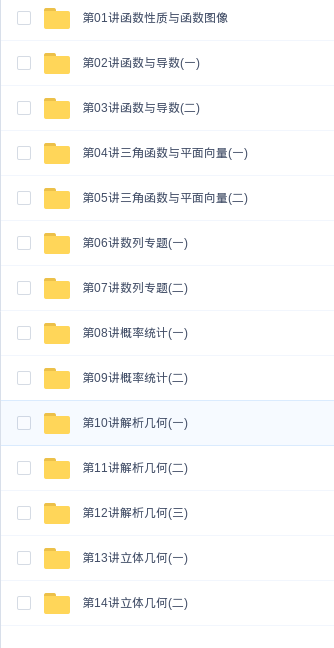 第01讲函数性质与函数图像
第02讲函数与导数(一)
第03讲函数与导数(二)
第04讲三角函数与平面向量(一)
第05讲三角函数与平面向量(二)
第06讲数列专题(一)
第07讲数列专题(二)
第08讲概率统计(一)
第09讲概率统计(二)
第10讲解析几何(一)
第11讲解析几何(二)
第12讲解析几何(三)
第13讲立体几何(一)
第14讲立体几何(二)